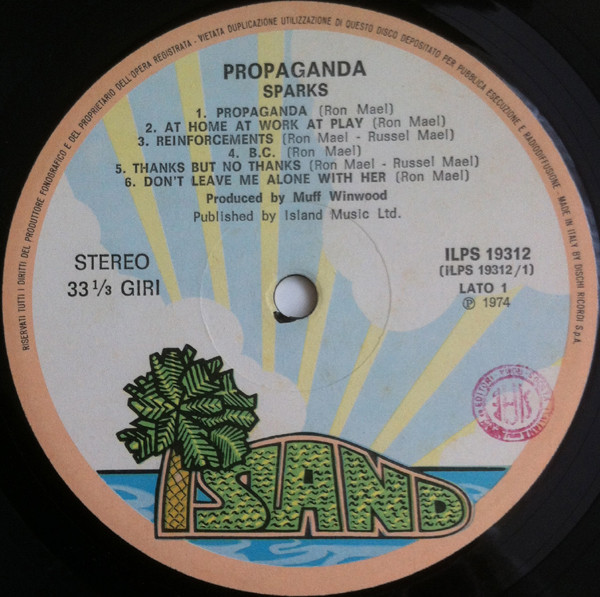 RISERVATI TUTTI I DIRITTI DEL PRODUTTORE FONOGRAFICO E DEL PROPRIETARIO DELL'OPERA REGISTRATA - VIETATA DUPLICAZIONE UTILIZZAZIONE DI QUESTO DISCO DEPOSITATO PER PUBBLICA ESECUZIONE E RADIODIFFUSIONE - MADE IN ITALY BY DISCHI RICORDI S.p.A.
PROPAGANDA
SPARKS
1. PROPAGANDA (Ron Mael)
2. AT HOME AT WORK AT PLAY (Ron Mael)
3. REINFORCEMENTS (Ron Mael - Russel Mael)
4. B.C. (Ron Mael)
5. THANKS BUT NO THANKS (Ron Mael - Russel Mael)
6. DON'T LEAVE ME ALONE WITH HER (Ron Mael)
Produced by Muff Winwood
Published by Island Music Ltd.
STEREO
33 1/3 GIRI
ILPS 19312
(iLPS 19312/1)
LATO 1
℗ 1974
ISLAND